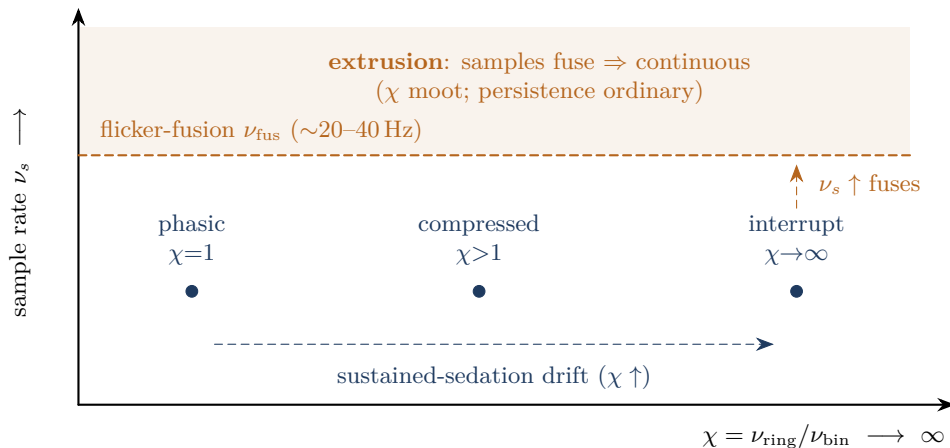 extrusion: samples fuse ⇒ continuous
(χ moot; persistence ordinary)
flicker-fusion ν_fus (∼20–40 Hz)
ν_s ↑ fuses
phasic
χ=1
compressed
χ>1
interrupt
χ→∞
sustained-sedation drift (χ ↑)
sample rate ν_s ⟶
χ = ν_ring/ν_bin ⟶ ∞